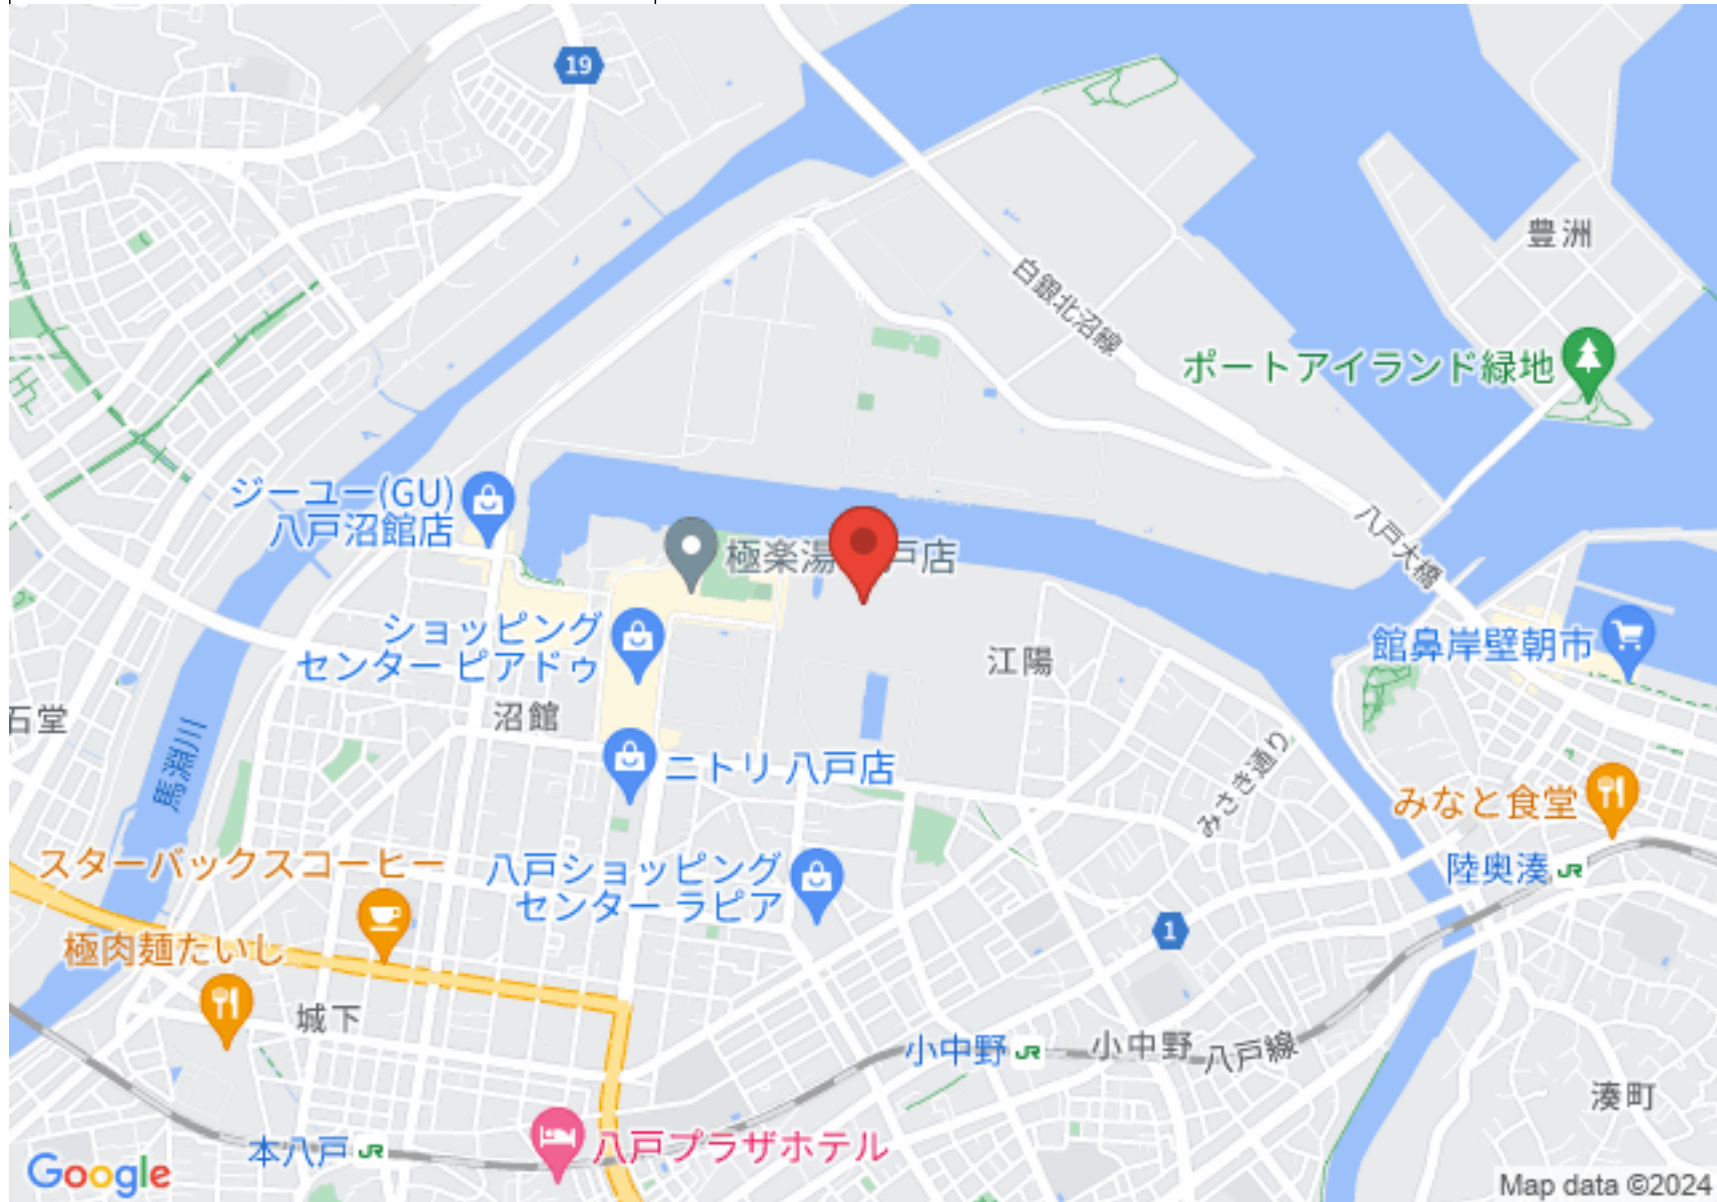 19
豊洲
白銀北沼線
ポートアイランド緑地
ジーユー(GU)
八戸沼館店
極楽湯
戸店
八戸大橋
ショッピング
センター ピアドゥ
江陽
館鼻岸壁朝市
石堂
沼館
馬淵川
ニトリ 八戸店
みさき通り
みなと食堂
スターバックスコーヒー
八戸ショッピング
センター ラピア
陸奥湊 JR
1
極肉麺たいし
城下
小中野 JR
小中野
八戸線
湊町
本八戸 JR
八戸プラザホテル
Google
Map data ©2024